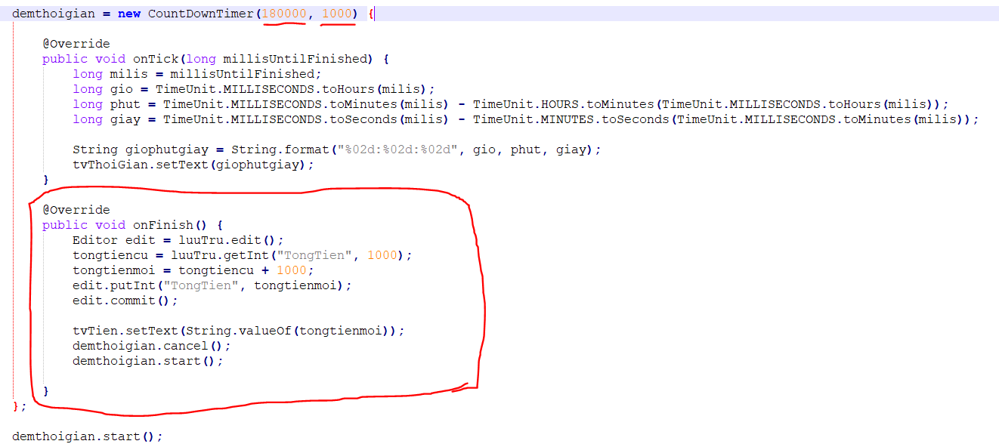 demthoigian = new CountDownTimer(180000, 1000) {
@Override
public void onTick(long millisUntilFinished) {
long milis = millisUntilFinished;
long gio = TimeUnit.MILLISECONDS.toHours(milis);
long phut = TimeUnit.MILLISECONDS.toMinutes(milis) - TimeUnit.HOURS.toMinutes(TimeUnit.MILLISECONDS.toHours(milis));
long giay = TimeUnit.MILLISECONDS.toSeconds(milis) - TimeUnit.MINUTES.toSeconds(TimeUnit.MILLISECONDS.toMinutes(milis));
String giophutgiay = String.format("%02d:%02d:%02d", gio, phut, giay);
tvThoiGian.setText(giophutgiay);
}
@Override
public void onFinish() {
Editor edit = luuTru.edit();
tongtiencu = luuTru.getInt("TongTien", 1000);
tongtienmoi = tongtiencu + 1000;
edit.putInt("TongTien", tongtienmoi);
edit.commit();
tvTien.setText(String.valueOf(tongtienmoi));
demthoigian.cancel();
demthoigian.start();
}
};
demthoigian.start();